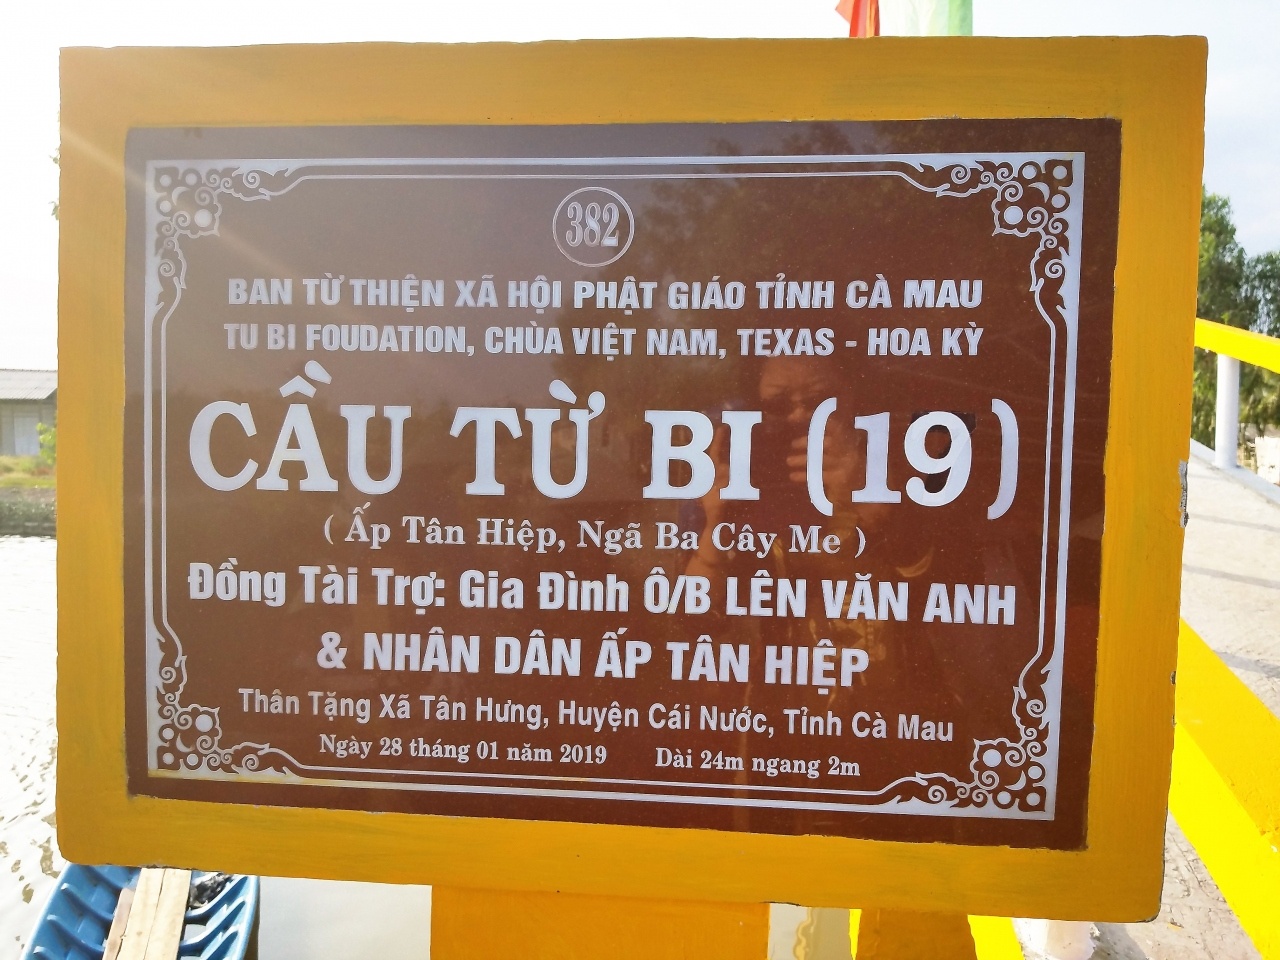 382
BAN TỪ THIỆN XÃ HỘI PHẬT GIÁO TỈNH CÀ MAU
TU BI FOUDATION, CHÙA VIỆT NAM, TEXAS - HOA KỲ
CẦU TỪ BI (19)
( Ấp Tân Hiệp, Ngã Ba Cây Me )
Đồng Tài Trợ: Gia Đình Ô/B LÊN VĂN ANH
& NHÂN DÂN ẤP TÂN HIỆP
Thân Tặng Xã Tân Hưng, Huyện Cái Nước, Tỉnh Cà Mau
Ngày 28 tháng 01 năm 2019 Dài 24m ngang 2m